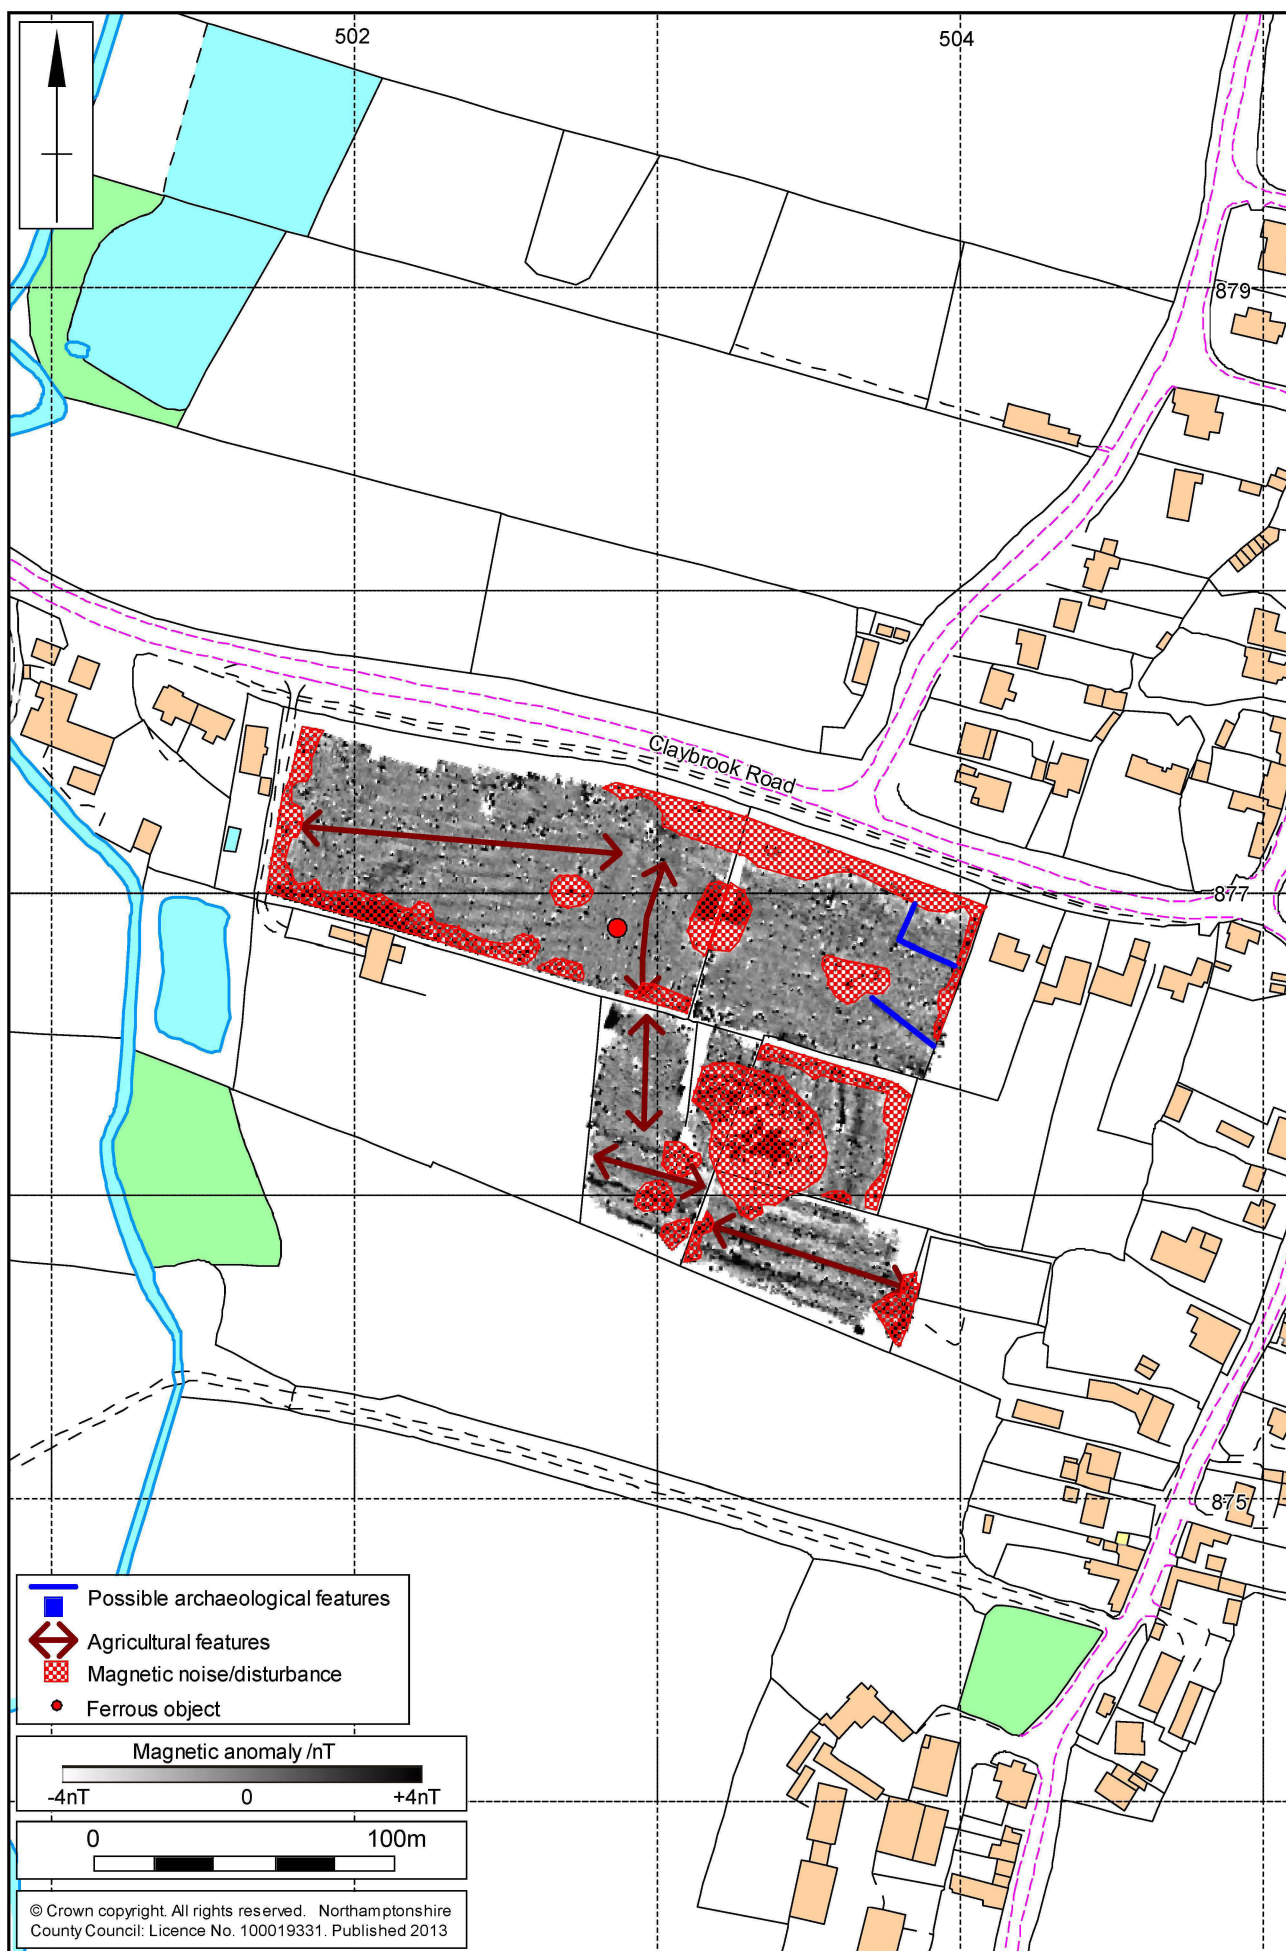 502
504
879
Claybrook Road
877
875
Possible archaeological features
Agricultural features
Magnetic noise/disturbance
Ferrous object
Magnetic anomaly /nT
-4nT 0 +4nT
0 100m
© Crown copyright. All rights reserved. Northamptonshire
County Council: Licence No. 100019331. Published 2013